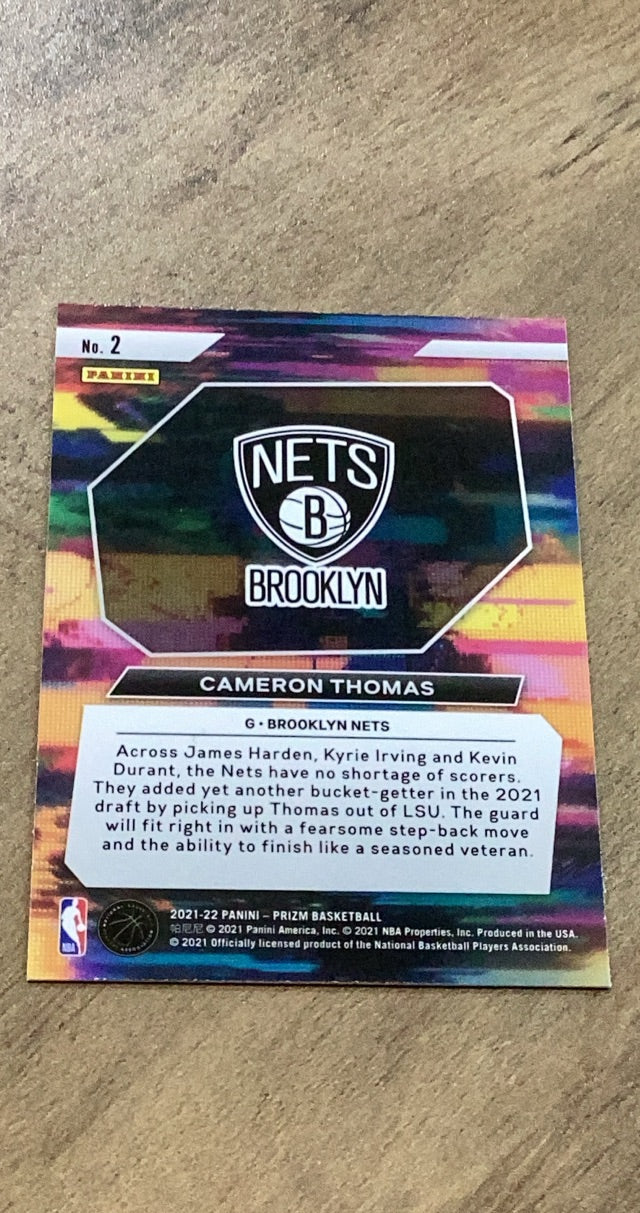 No. 2
PANINI
NETS
B
BROOKLYN
CAMERON THOMAS
G • BROOKLYN NETS
Across James Harden, Kyrie Irving and Kevin
Durant, the Nets have no shortage of scorers.
They added yet another bucket-getter in the 2021
draft by picking up Thomas out of LSU. The guard
will fit right in with a fearsome step-back move
and the ability to finish like a seasoned veteran.
2021-22 PANINI – PRIZM BASKETBALL
帕尼尼 © 2021 Panini America, Inc. © 2021 NBA Properties, Inc. Produced in the USA.
© 2021 Officially licensed product of the National Basketball Players Association.
NBA